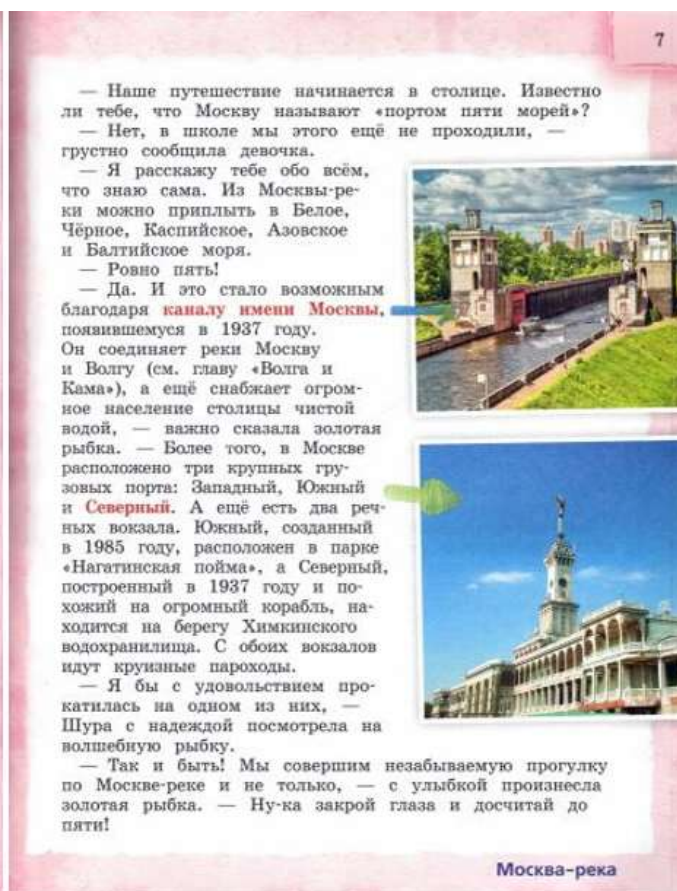 7
— Наше путешествие начинается в столице. Известно
ли тебе, что Москву называют «портом пяти морей»?
— Нет, в школе мы этого ещё не проходили, —
грустно сообщила девочка.
— Я расскажу тебе обо всём,
что знаю сама. Из Москвы-ре-
ки можно приплыть в Белое,
Чёрное, Каспийское, Азовское
и Балтийское моря.
— Ровно пять!
— Да. И это стало возможным
благодаря каналу имени Москвы,
появившемуся в 1937 году.
Он соединяет реки Москву
и Волгу (см. главу «Волга и
Кама»), а ещё снабжает огром-
ное население столицы чистой
водой, — важно сказала золотая
рыбка. — Более того, в Москве
расположено три крупных гру-
зовых порта: Западный, Южный
и Северный. А ещё есть два реч-
ных вокзала. Южный, созданный
в 1985 году, расположен в парке
«Нагатинская пойма», а Северный,
построенный в 1937 году и по-
хожий на огромный корабль, на-
ходится на берегу Химкинского
водохранилища. С обоих вокзалов
идут круизные пароходы.
— Я бы с удовольствием про-
катилась на одном из них, —
Шура с надеждой посмотрела на
волшебную рыбку.
— Так и быть! Мы совершим незабываемую прогулку
по Москве-реке и не только, — с улыбкой произнесла
золотая рыбка. — Ну-ка закрой глаза и досчитай до
пяти!
Москва-река